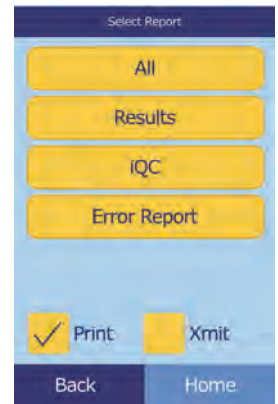 Select Report
All
Results
iQC
Error Report
Print Xmit
Back Home